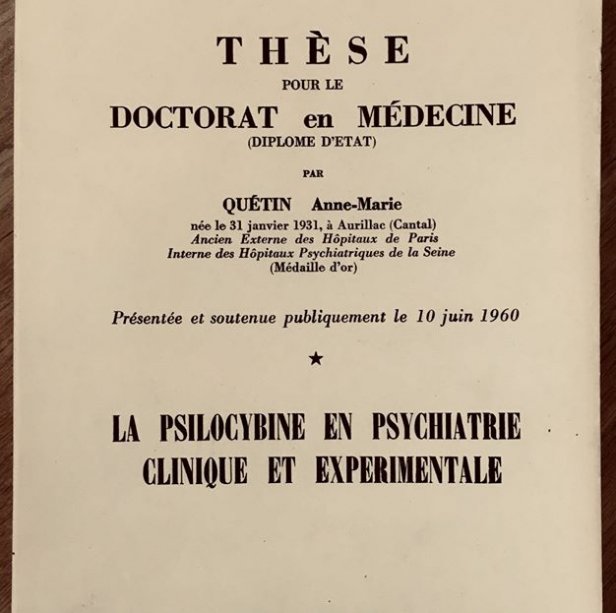 THÈSE
POUR LE
DOCTORAT en MÉDECINE
(DIPLOME D'ETAT)
PAR
QUÉTIN Anne-Marie
née le 31 janvier 1931, à Aurillac (Cantal)
Ancien Externe des Hôpitaux de Paris
Interne des Hôpitaux Psychiatriques de la Seine
(Médaille d'or)
Présentée et soutenue publiquement le 10 juin 1960
★
LA PSILOCYBINE EN PSYCHIATRIE
CLINIQUE ET EXPERIMENTALE